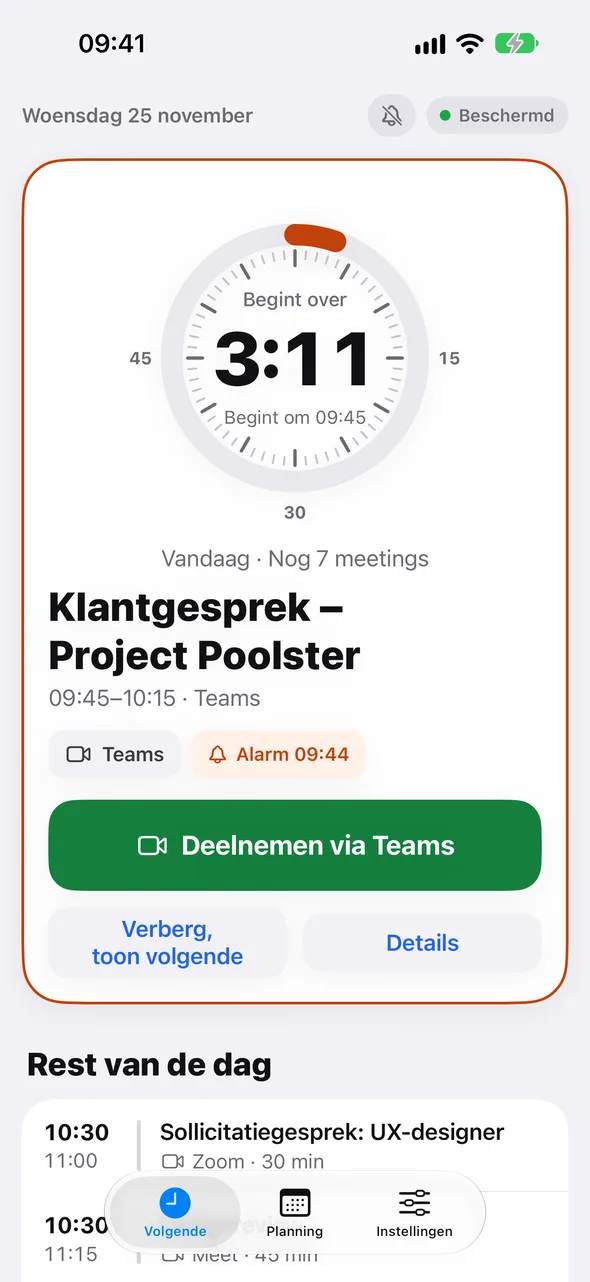 09:41
Woensdag 25 november
Beschermd
Begint over
3:11
Begint om 09:45
45
15
30
Vandaag · Nog 7 meetings
Klantgesprek –
Project Poolster
09:45–10:15 · Teams
Teams
Alarm 09:44
Deelnemen via Teams
Verberg,
toon volgende
Details
Rest van de dag
10:30
Sollicitatiegesprek: UX-designer
11:00
Zoom · 30 min
10:30
11:15
Meet · 45 min
Volgende
Planning
Instellingen